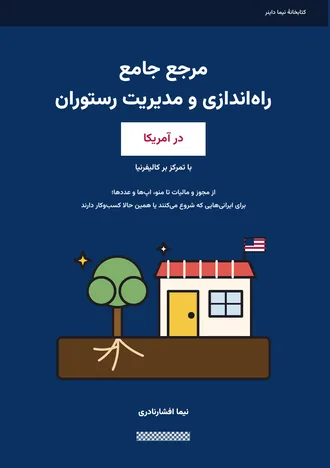 کتابخانهٔ نیما داینر
مرجع جامع
راه‌اندازی و مدیریت رستوران
در آمریکا
با تمرکز بر کالیفرنیا
از مجوز و مالیات تا منو، اپ‌ها و عددها؛
برای ایرانی‌هایی که شروع می‌کنند یا همین حالا کسب‌وکار دارند
نیما افشارنادری